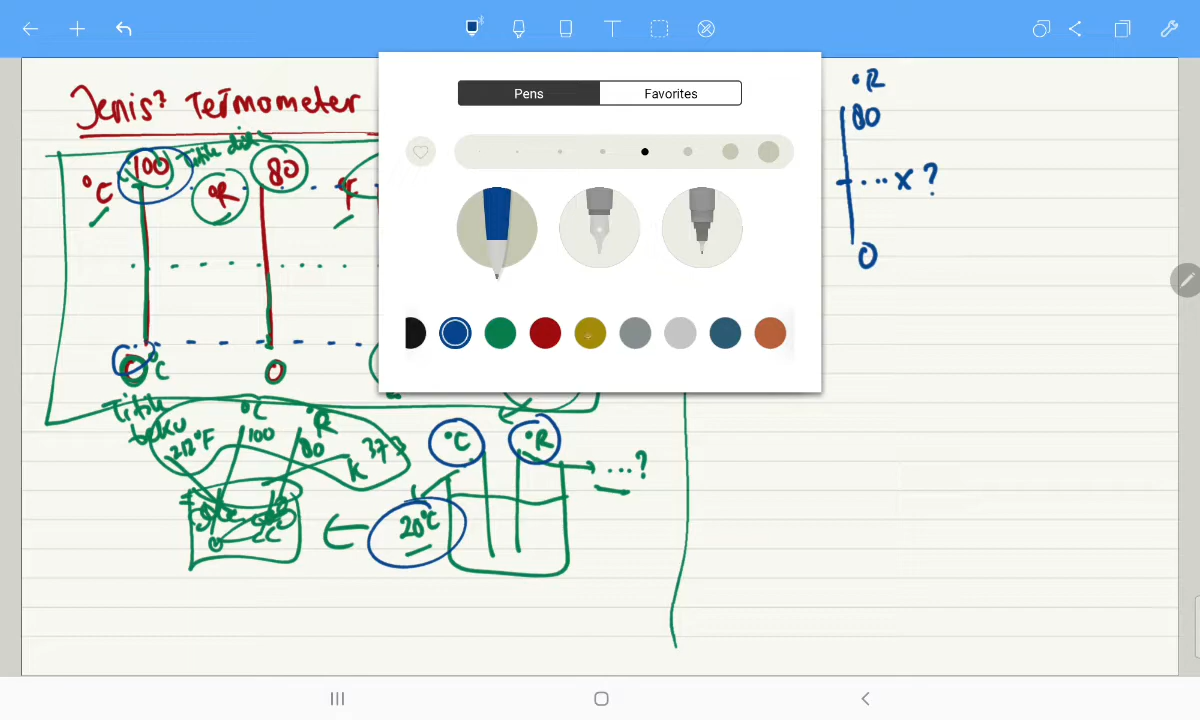 Pens Favorites
Jenis² Termometer
°C 100 Titik didih
°R 80
°F
°R
80
... x ?
0
0 °C
0
Titik
beku
212°F
°C
100
°R
80
K 373
°C °R
...?
20°C